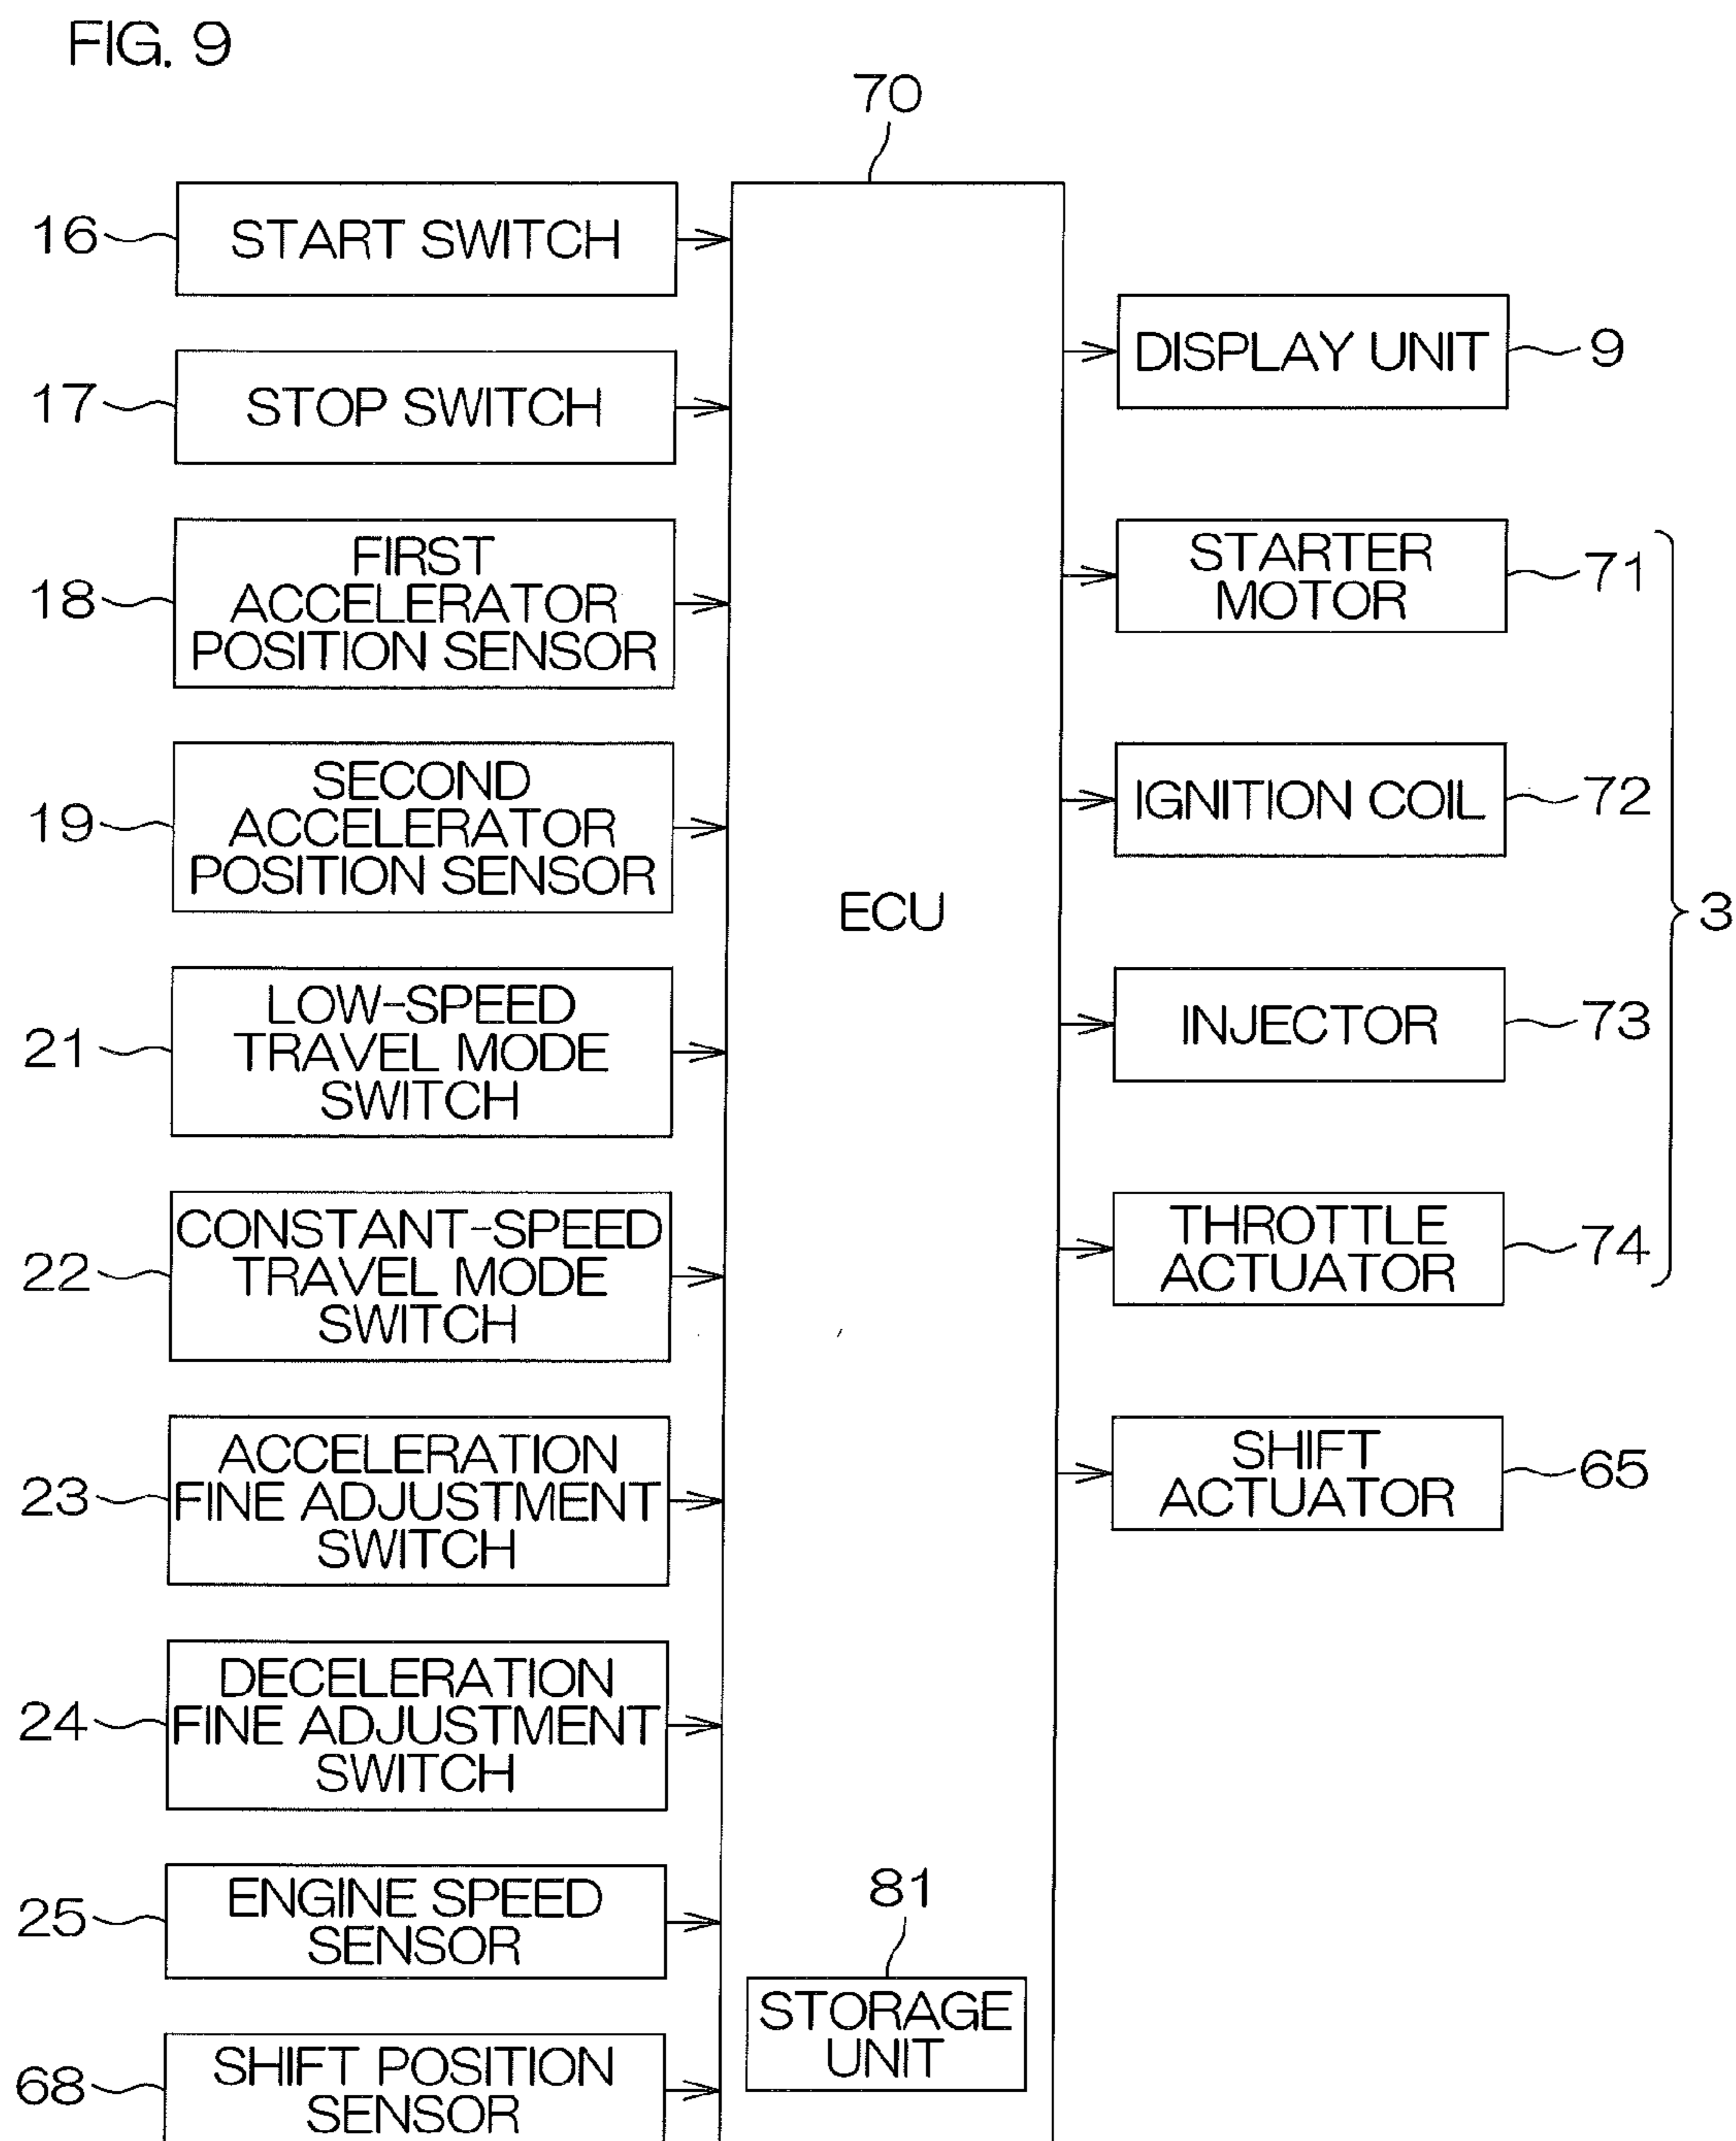 FIG. 9
70
16
START SWITCH
17
STOP SWITCH
18
FIRST
ACCELERATOR
POSITION SENSOR
19
SECOND
ACCELERATOR
POSITION SENSOR
21
LOW-SPEED
TRAVEL MODE
SWITCH
22
CONSTANT-SPEED
TRAVEL MODE
SWITCH
23
ACCELERATION
FINE ADJUSTMENT
SWITCH
24
DECELERATION
FINE ADJUSTMENT
SWITCH
25
ENGINE SPEED
SENSOR
68
SHIFT POSITION
SENSOR
ECU
81
STORAGE
UNIT
DISPLAY UNIT
9
STARTER
MOTOR
71
IGNITION COIL
72
INJECTOR
73
THROTTLE
ACTUATOR
74
3
SHIFT
ACTUATOR
65